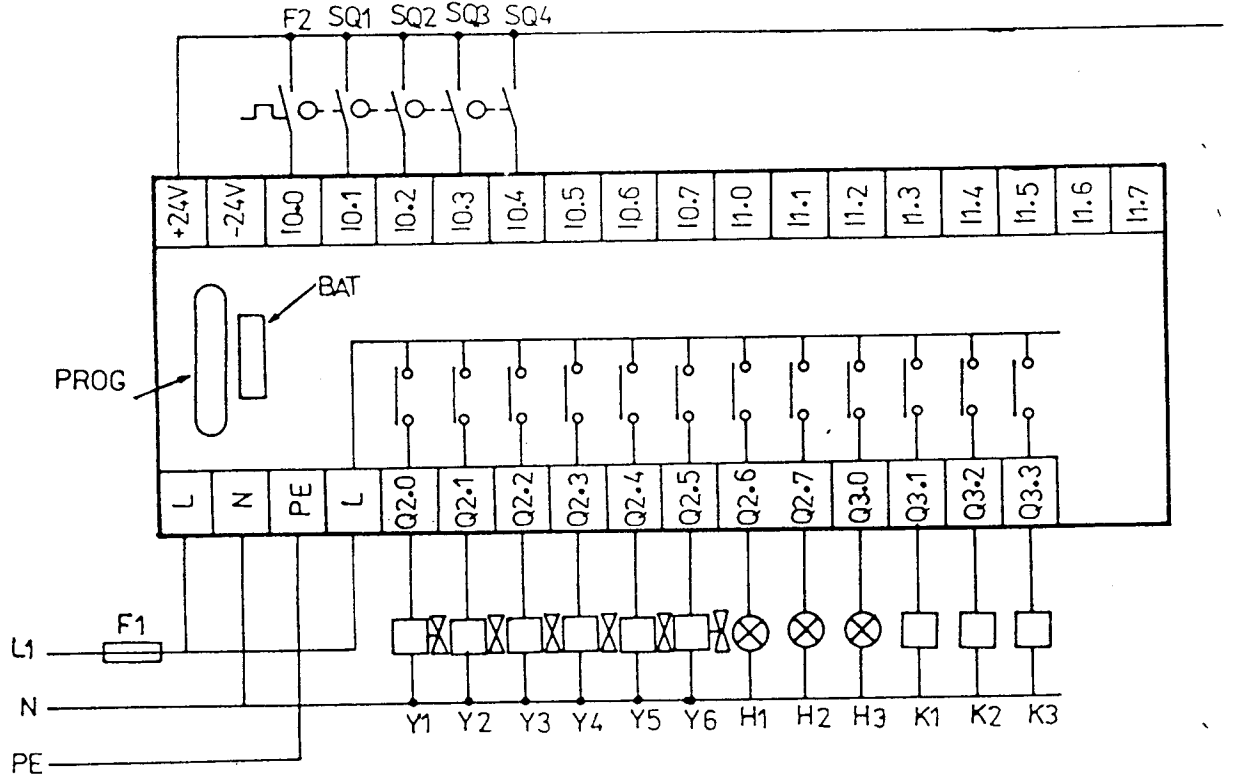 F2 SQ1 SQ2 SQ3 SQ4
+24V -24V I0.0 I0.1 I0.2 I0.3 I0.4 I0.5 I0.6 I0.7 I1.0 I1.1 I1.2 I1.3 I1.4 I1.5 I1.6 I1.7
BAT
PROG
L N PE L Q2.0 Q2.1 Q2.2 Q2.3 Q2.4 Q2.5 Q2.6 Q2.7 Q3.0 Q3.1 Q3.2 Q3.3
F1
L1
N
Y1 Y2 Y3 Y4 Y5 Y6 H1 H2 H3 K1 K2 K3
PE